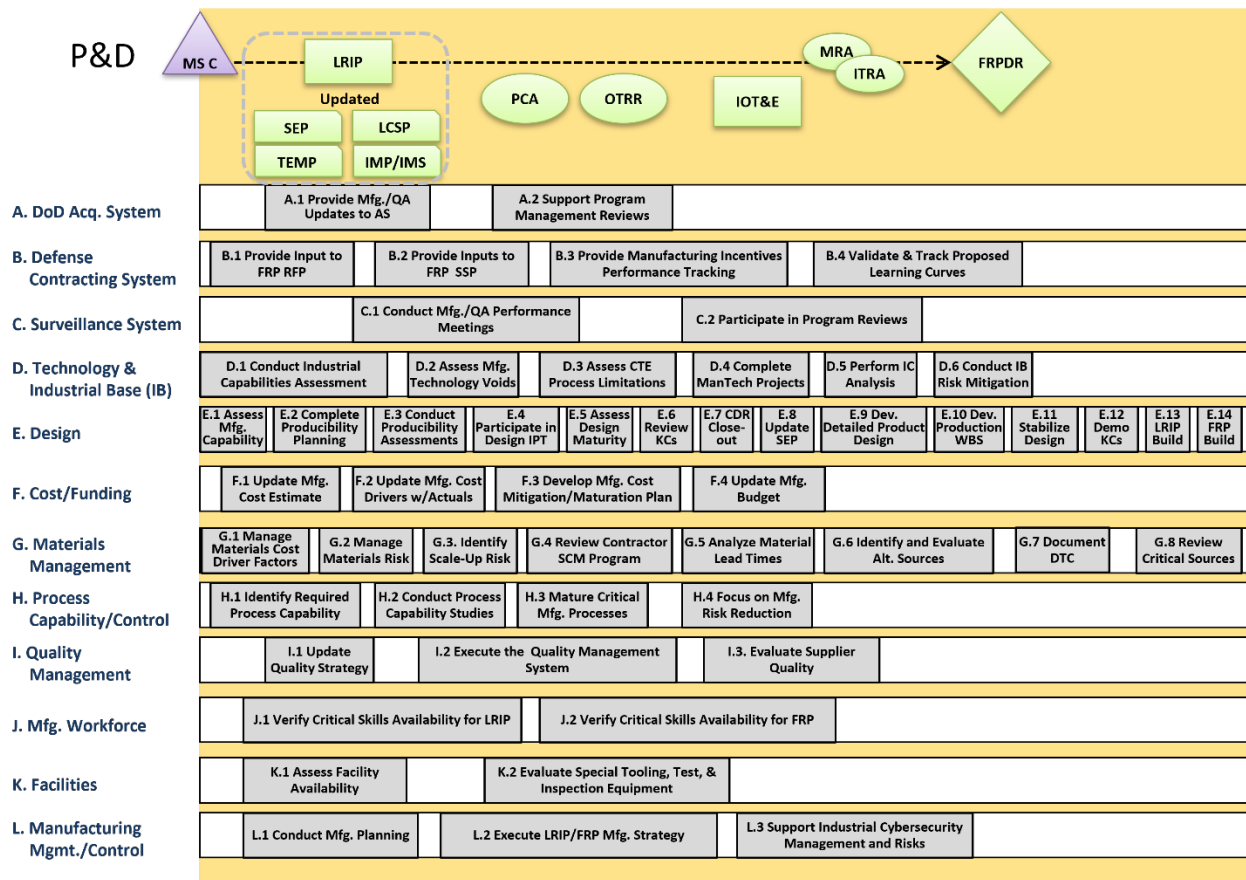 P&D
MS C
LRIP
Updated
SEP
LCSP
TEMP
IMP/IMS
PCA
OTRR
IOT&E
MRA
ITRA
FRPDR
A. DoD Acq. System
A.1 Provide Mfg./QA
Updates to AS
A.2 Support Program
Management Reviews
B. Defense
Contracting System
B.1 Provide Input to
FRP RFP
B.2 Provide Inputs to
FRP SSP
B.3 Provide Manufacturing Incentives
Performance Tracking
B.4 Validate & Track Proposed
Learning Curves
C. Surveillance System
C.1 Conduct Mfg./QA Performance
Meetings
C.2 Participate in Program Reviews
D. Technology &
Industrial Base (IB)
D.1 Conduct Industrial
Capabilities Assessment
D.2 Assess Mfg.
Technology Voids
D.3 Assess CTE
Process Limitations
D.4 Complete
ManTech Projects
D.5 Perform IC
Analysis
D.6 Conduct IB
Risk Mitigation
E. Design
E.1 Assess
Mfg.
Capability
E.2 Complete
Producibility
Planning
E.3 Conduct
Producibility
Assessments
E.4
Participate in
Design IPT
E.5 Assess
Design
Maturity
E.6
Review
KCs
E.7 CDR
Close-
out
E.8
Update
SEP
E.9 Dev.
Detailed Product
Design
E.10 Dev.
Production
WBS
E.11
Stabilize
Design
E.12
Demo
KCs
E.13
LRIP
Build
E.14
FRP
Build
F. Cost/Funding
F.1 Update Mfg.
Cost Estimate
F.2 Update Mfg. Cost
Drivers w/Actuals
F.3 Develop Mfg. Cost
Mitigation/Maturation Plan
F.4 Update Mfg.
Budget
G. Materials
Management
G.1 Manage
Materials Cost
Driver Factors
G.2 Manage
Materials Risk
G.3. Identify
Scale-Up Risk
G.4 Review Contractor
SCM Program
G.5 Analyze Material
Lead Times
G.6 Identify and Evaluate
Alt. Sources
G.7 Document
DTC
G.8 Review
Critical Sources
H. Process
Capability/Control
H.1 Identify Required
Process Capability
H.2 Conduct Process
Capability Studies
H.3 Mature Critical
Mfg. Processes
H.4 Focus on Mfg.
Risk Reduction
I. Quality
Management
I.1 Update
Quality Strategy
I.2 Execute the Quality Management
System
I.3. Evaluate Supplier
Quality
J. Mfg. Workforce
J.1 Verify Critical Skills Availability for LRIP
J.2 Verify Critical Skills Availability for FRP
K. Facilities
K.1 Assess Facility
Availability
K.2 Evaluate Special Tooling, Test, &
Inspection Equipment
L. Manufacturing
Mgmt./Control
L.1 Conduct Mfg. Planning
L.2 Execute LRIP/FRP Mfg. Strategy
L.3 Support Industrial Cybersecurity
Management and Risks